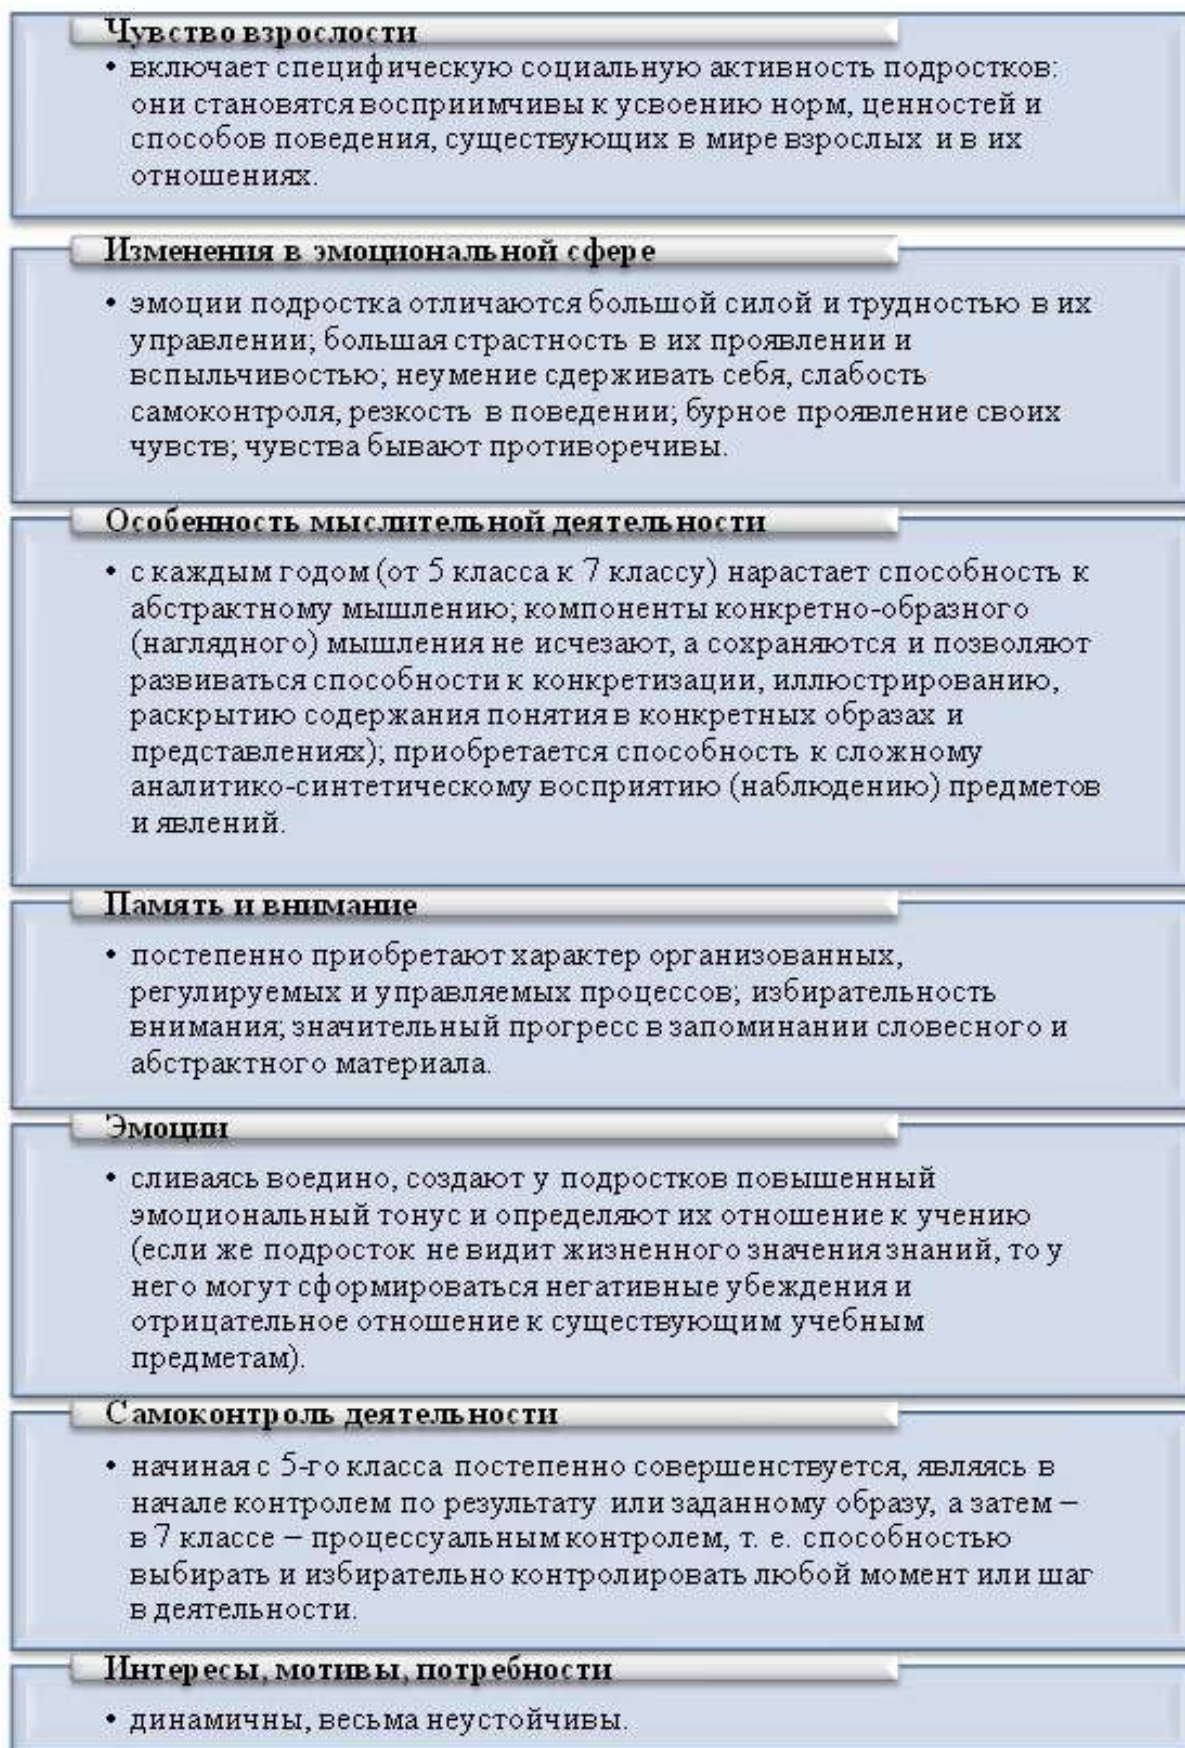 Чувство взрослости
• включает специфическую социальную активность подростков:
они становятся восприимчивы к усвоению норм, ценностей и
способов поведения, существующих в мире взрослых и в их
отношениях.
Изменения в эмоциональной сфере
• эмоции подростка отличаются большой силой и трудностью в их
управлении; большая страстность в их проявлении и
вспыльчивостью; неумение сдерживать себя, слабость
самоконтроля, резкость в поведении; бурное проявление своих
чувств; чувства бывают противоречивы.
Особенность мыслительной деятельности
• с каждым годом (от 5 класса к 7 классу) нарастает способность к
абстрактному мышлению; компоненты конкретно-образного
(наглядного) мышления не исчезают, а сохраняются и позволяют
развиваться способности к конкретизации, иллюстрированию,
раскрытию содержания понятия в конкретных образах и
представлениях); приобретается способность к сложному
аналитико-синтетическому восприятию (наблюдению) предметов
и явлений.
Память и внимание
• постепенно приобретают характер организованных,
регулируемых и управляемых процессов; избирательность
внимания; значительный прогресс в запоминании словесного и
абстрактного материала.
Эмоции
• сливаясь воедино, создают у подростков повышенный
эмоциональный тонус и определяют их отношение к учению
(если же подросток не видит жизненного значения знаний, то у
него могут сформироваться негативные убеждения и
отрицательное отношение к существующим учебным
предметам).
Самоконтроль деятельности
• начиная с 5-го класса постепенно совершенствуется, являясь в
начале контролем по результату или заданному образу, а затем –
в 7 классе – процессуальным контролем, т. е. способностью
выбирать и избирательно контролировать любой момент или шаг
в деятельности.
Интересы, мотивы, потребности
• динамичны, весьма неустойчивы.